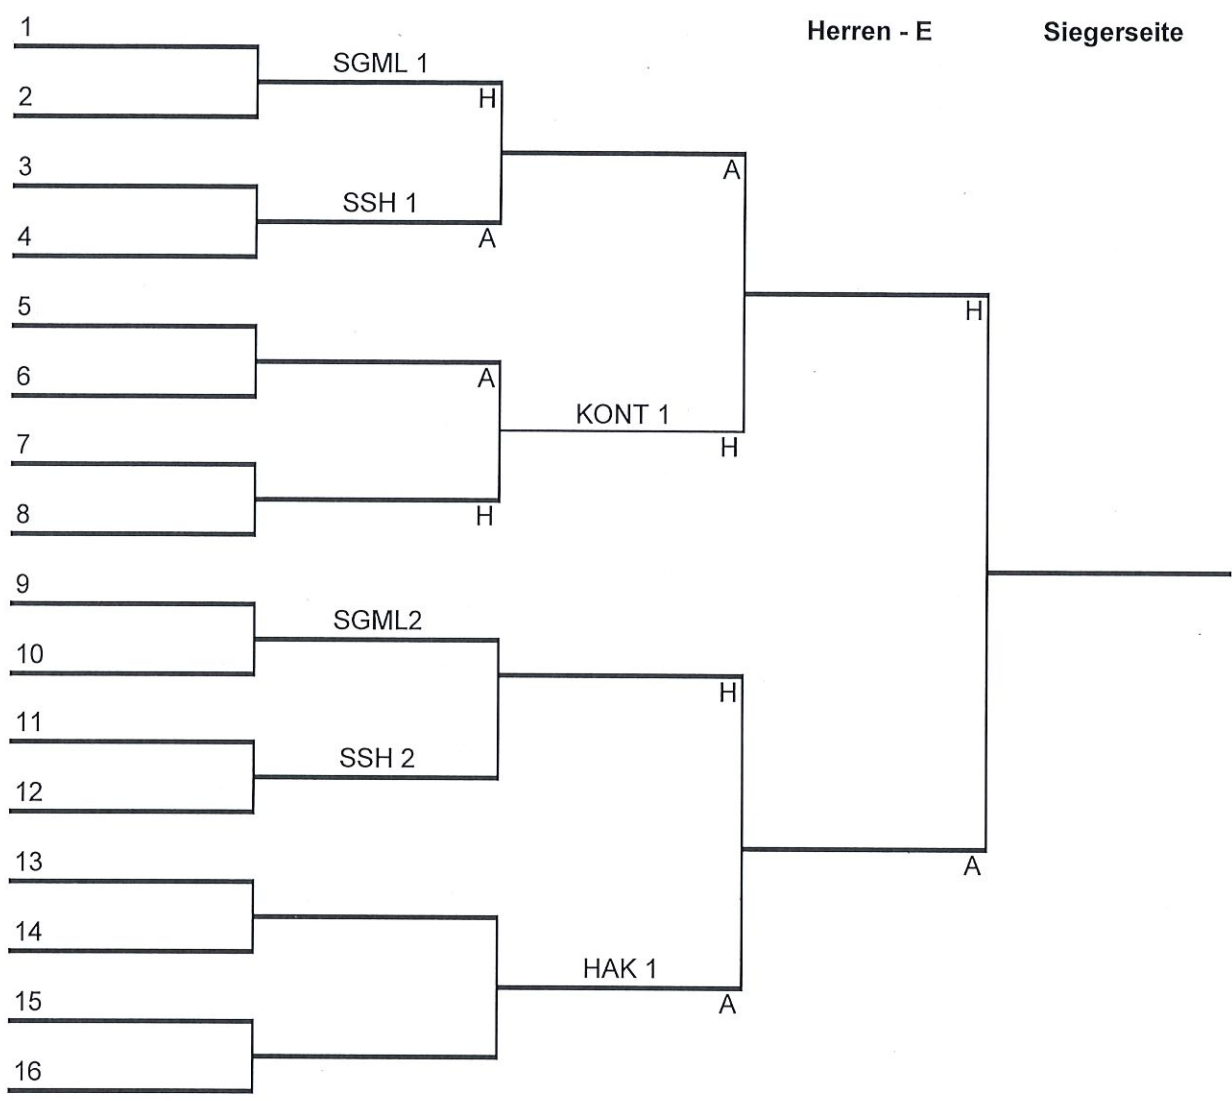 Herren - E Siegerseite
1
SGML 1
2
H
3
A
SSH 1
4
A
5
H
6
A
KONT 1
7
H
8
H
9
SGML2
10
H
11
SSH 2
12
13
A
14
HAK 1
15
A
16